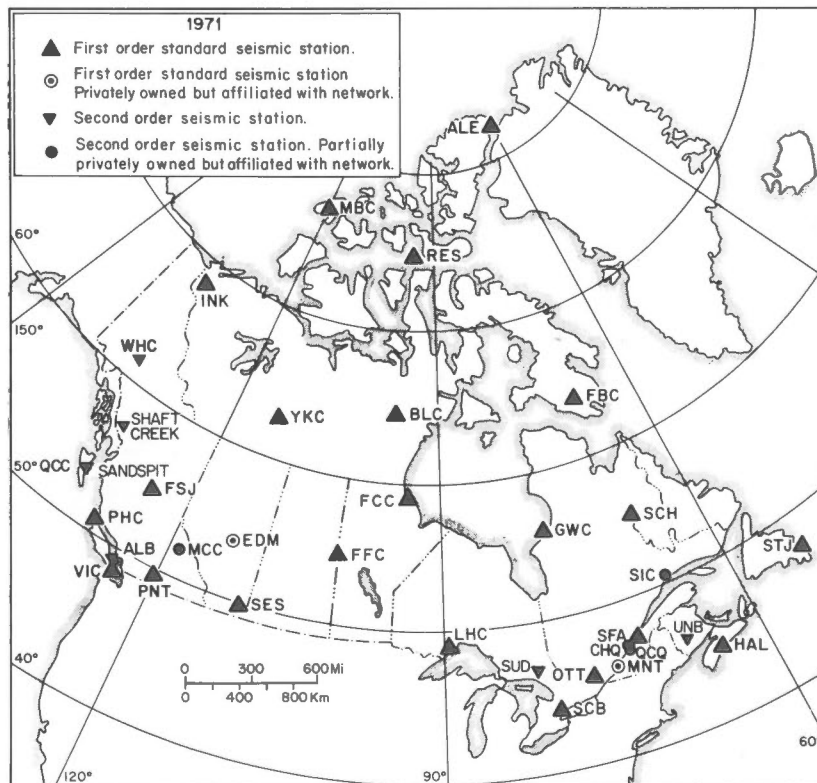 1971
First order standard seismic station.
First order standard seismic station
Privately owned but affiliated with network.
Second order seismic station.
Second order seismic station. Partially
privately owned but affiliated with network.
ALE
MBC
60°
RES
INK
150°
WHC
FBC
YKC
BLC
SHAFT
CREEK
50°
QCC
SANDSPIT
FSJ
FCC
SCH
PHC
GWC
EDM
STJ
ALB
MCC
FFC
VIC
SIC
PNT
SES
UNB
LHC
SFA
HAL
CHQ
QCQ
40°
SUD
MNT
0 300 600 Mi
OTT
0 400 800 Km
SCB
60°
120°
90°